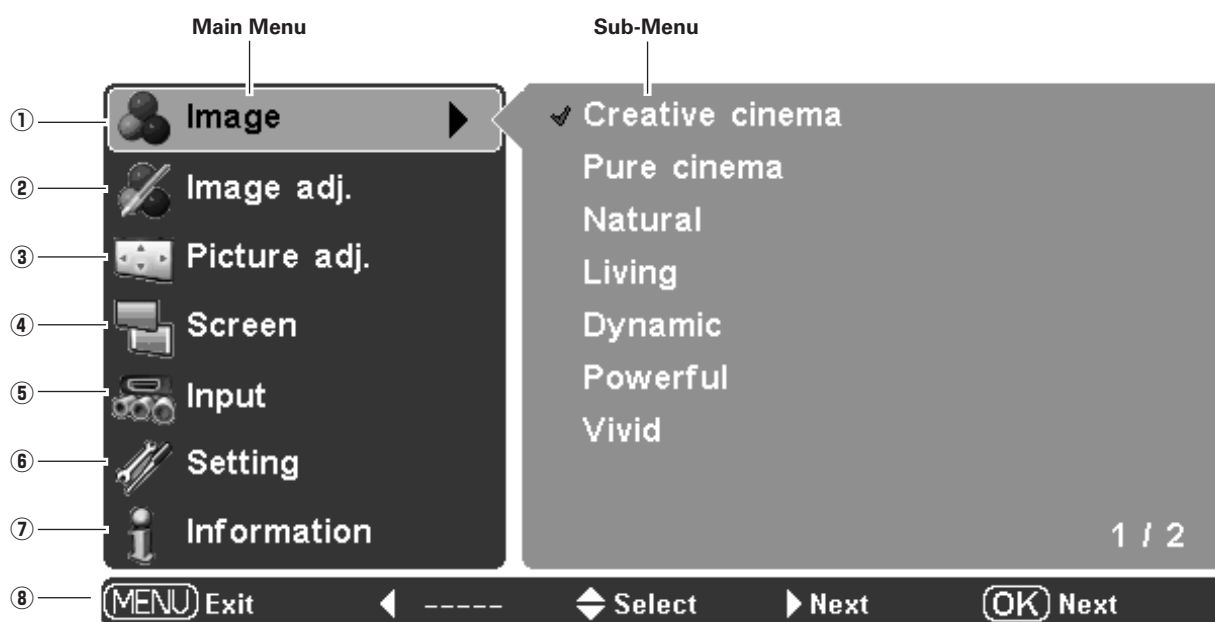 Main Menu
Sub-Menu
① Image
② Image adj.
③ Picture adj.
④ Screen
⑤ Input
⑥ Setting
⑦ Information
Creative cinema
Pure cinema
Natural
Living
Dynamic
Powerful
Vivid
1 / 2
⑧ MENU Exit ◀ ----- Select ▶ Next OK Next